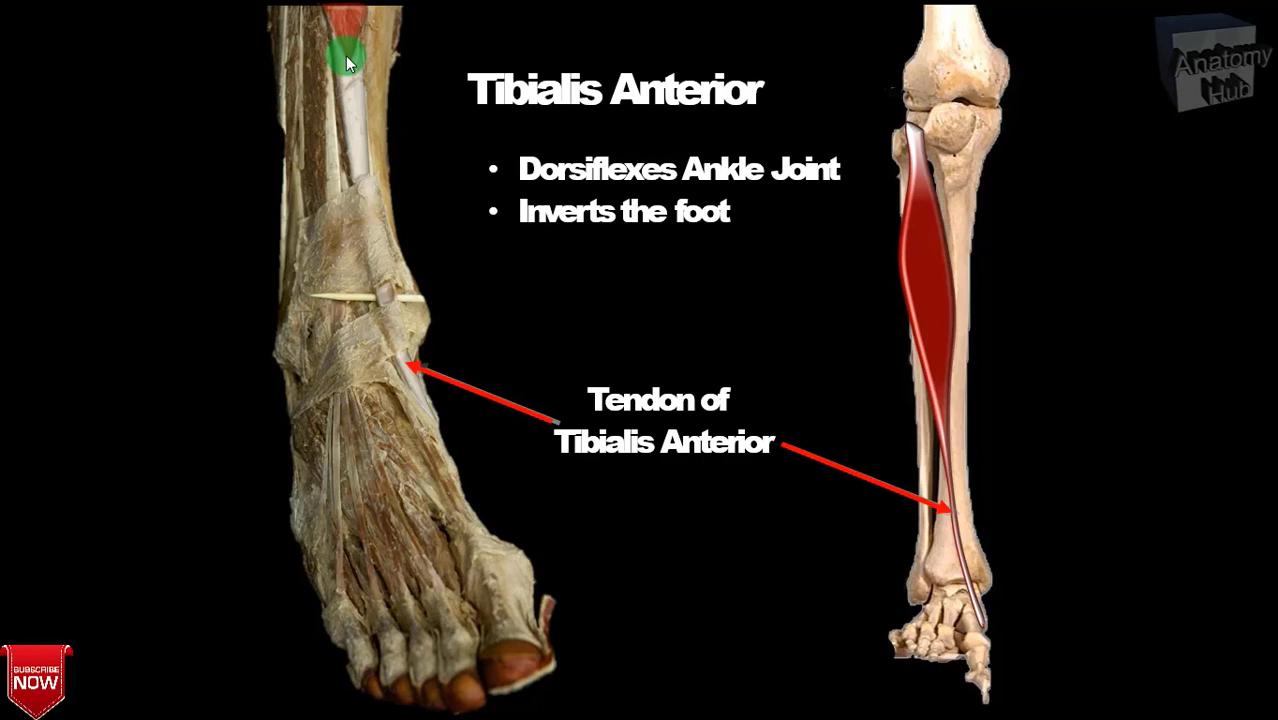 Anatomy
Hub
Tibialis Anterior
• Dorsiflexes Ankle Joint
• Inverts the foot
Tendon of
Tibialis Anterior
SUBSCRIBE
NOW